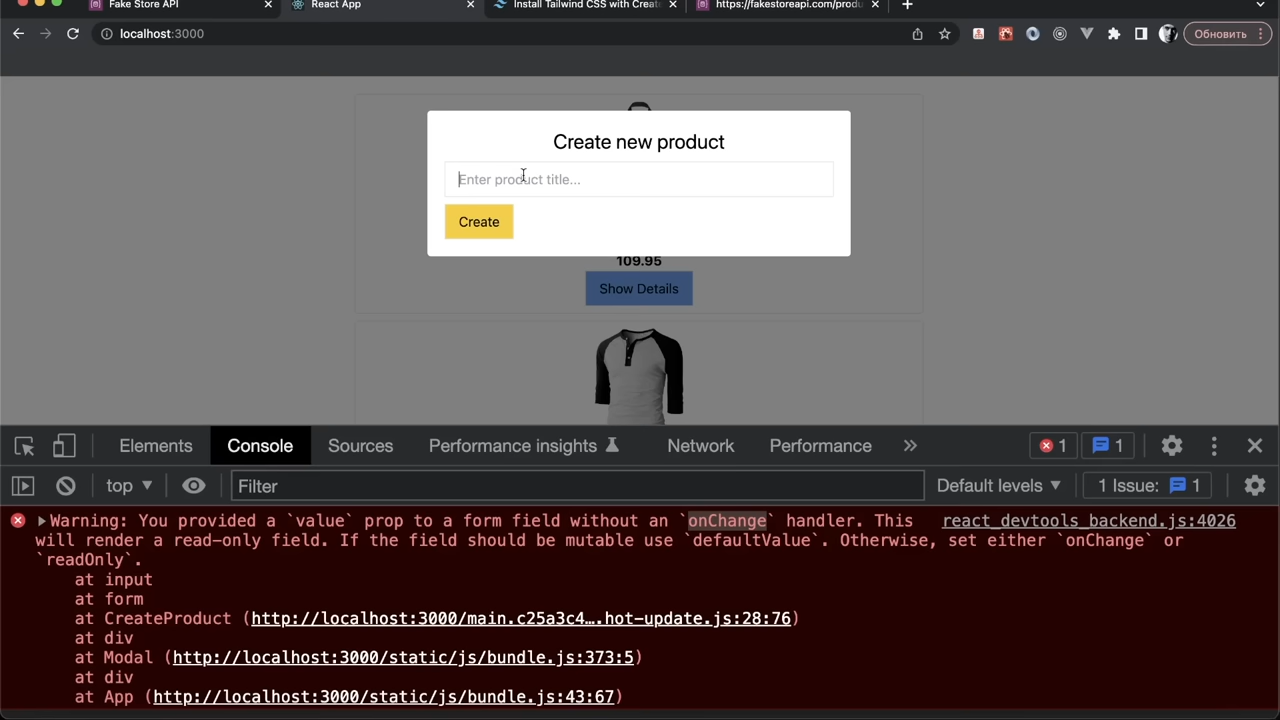 Fake Store API
React App
Install Tailwind CSS with Create
https://fakestoreapi.com/produ
localhost:3000
Обновить
Create new product
Enter product title...
Create
109.95
Show Details
Elements
Console
Sources
Performance insights
Network
Performance
1
1
top
Filter
Default levels
1 Issue:
1
Warning: You provided a `value` prop to a form field without an `onChange` handler. This
react_devtools_backend.js:4026
will render a read-only field. If the field should be mutable use `defaultValue`. Otherwise, set either `onChange` or
`readOnly`.
at input
at form
at CreateProduct (http://localhost:3000/main.c25a3c4….hot-update.js:28:76)
at div
at Modal (http://localhost:3000/static/js/bundle.js:373:5)
at div
at App (http://localhost:3000/static/js/bundle.js:43:67)